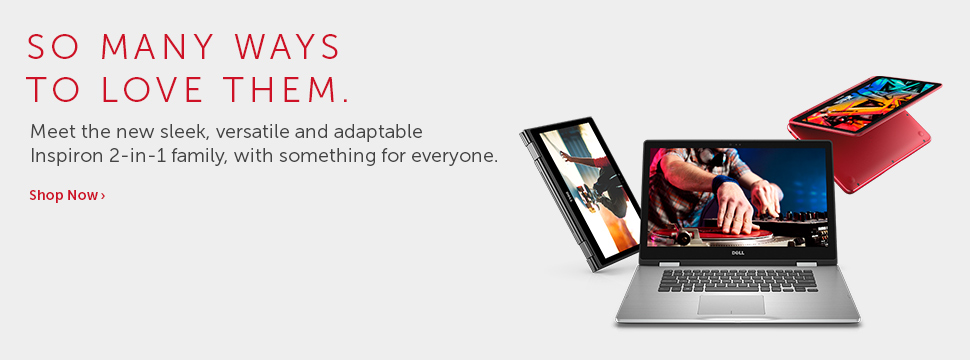 SO MANY WAYS
TO LOVE THEM.
Meet the new sleek, versatile and adaptable
Inspiron 2-in-1 family, with something for everyone.
Shop Now ›
DELL